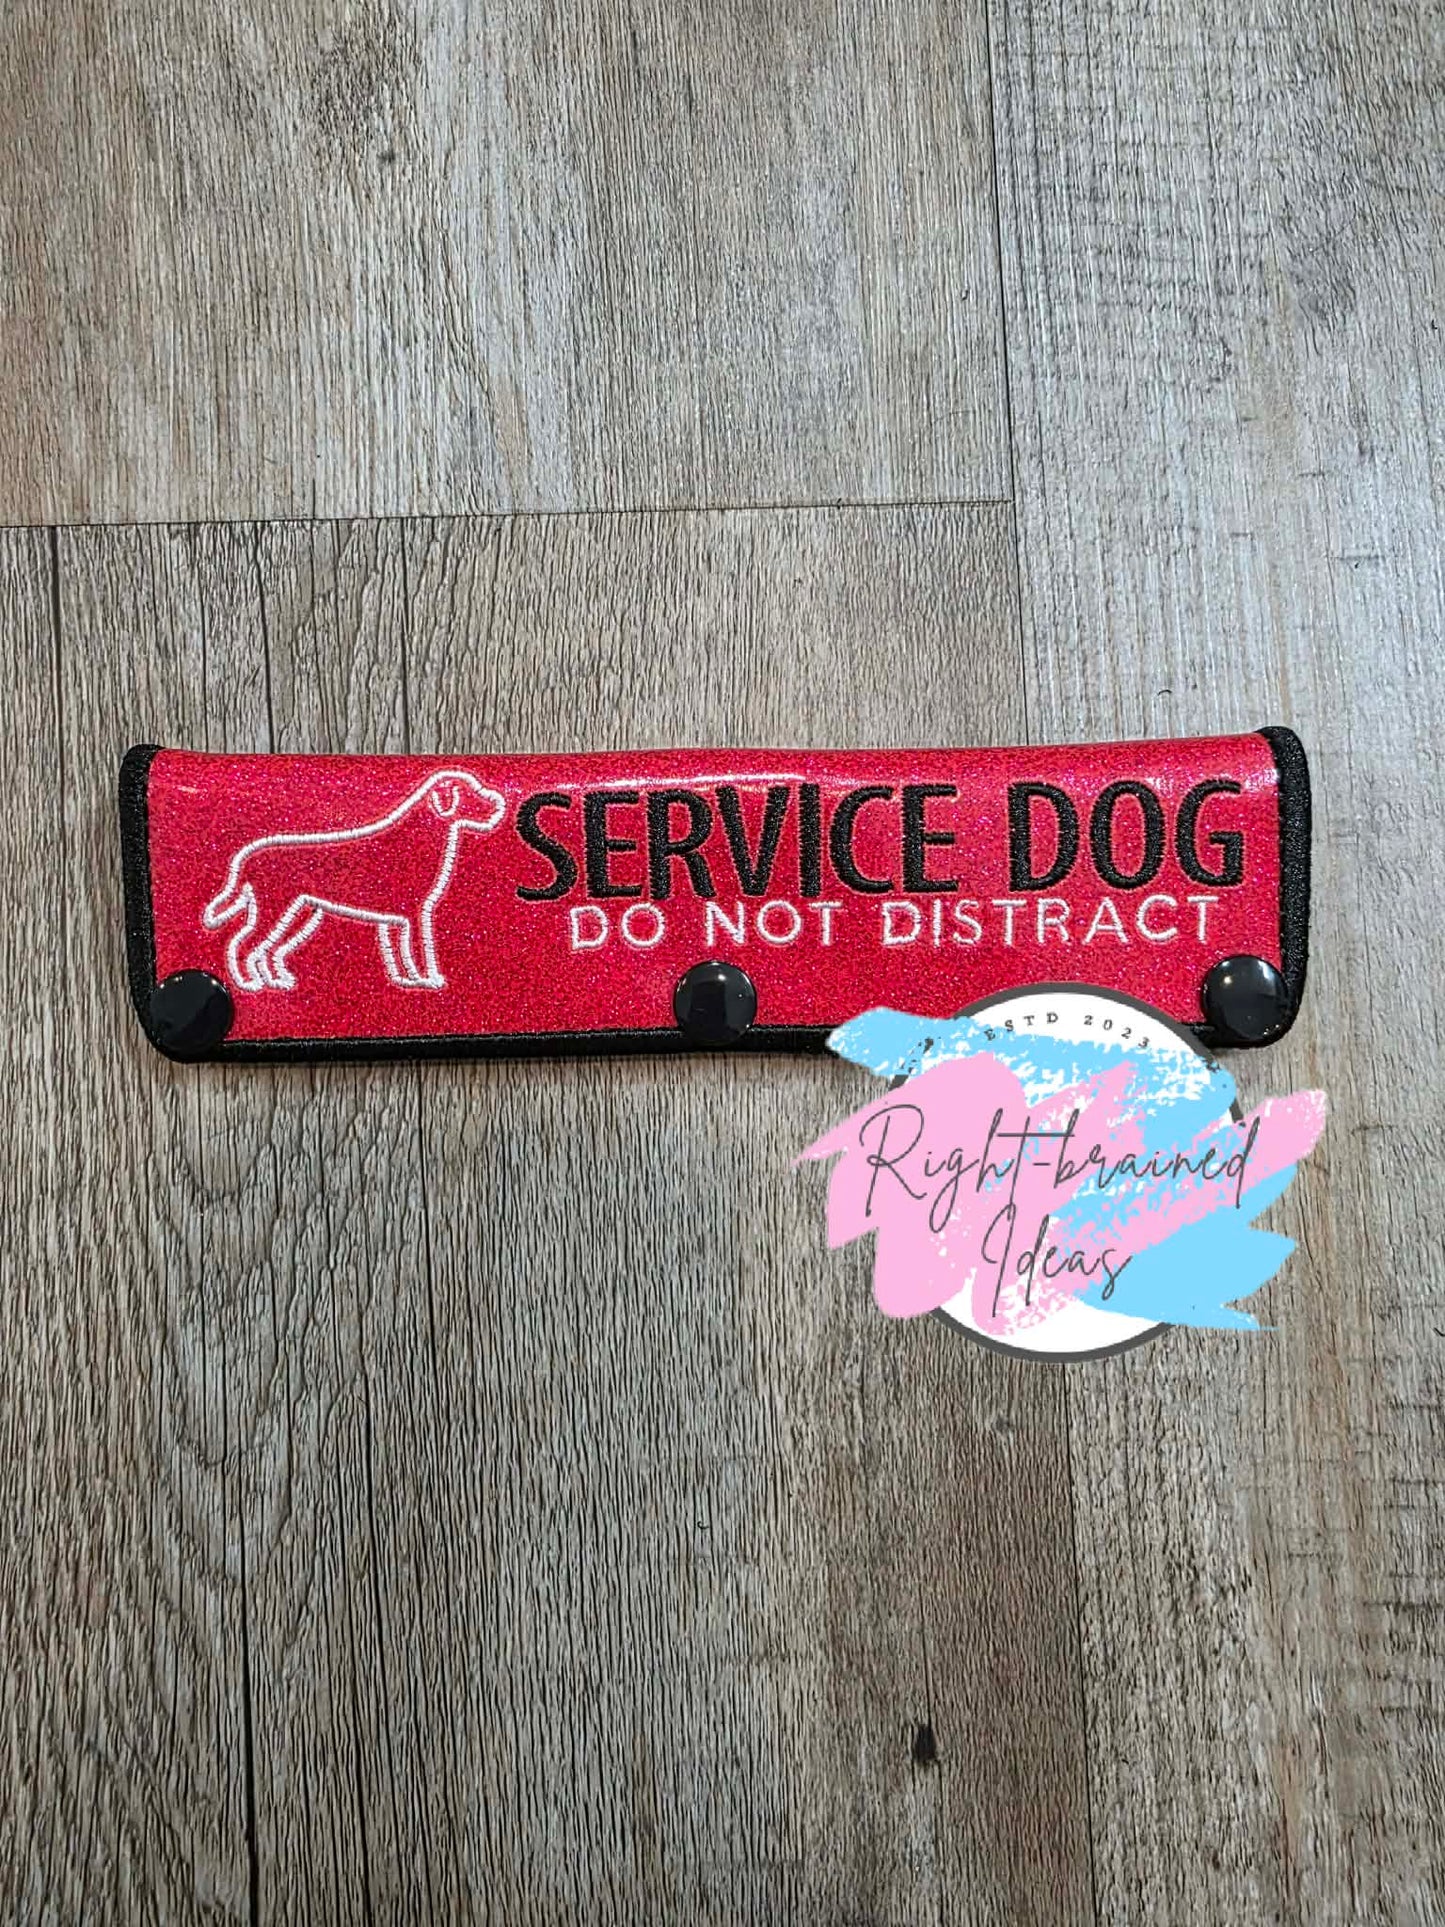 SERVICE DOG
DO NOT DISTRACT
ESTD 2023
Right-brained
Ideas